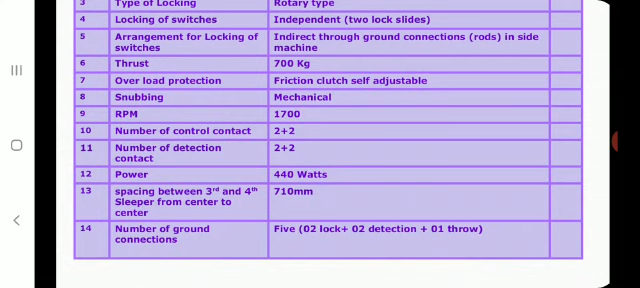 3 Type of Locking Rotary type
4 Locking of switches Independent (two lock slides)
5 Arrangement for Locking of Indirect through ground connections (rods) in side
switches machine
6 Thrust 700 Kg
7 Over load protection Friction clutch self adjustable
8 Snubbing Mechanical
9 RPM 1700
10 Number of control contact 2+2
11 Number of detection 2+2
contact
12 Power 440 Watts
13 spacing between 3rd and 4th 710mm
Sleeper from center to
center
14 Number of ground Five (02 lock+ 02 detection + 01 throw)
connections